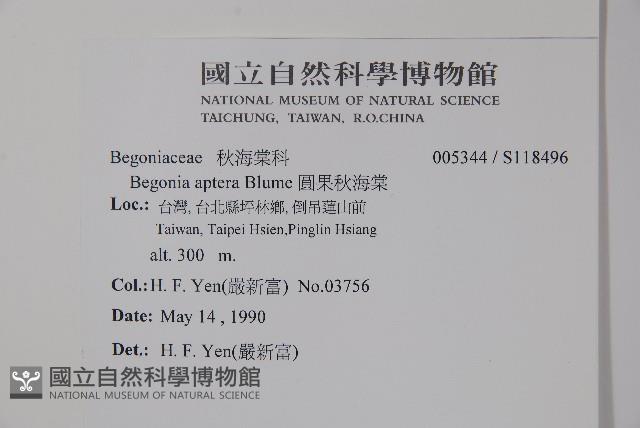 國立自然科學博物館
NATIONAL MUSEUM OF NATURAL SCIENCE
TAICHUNG, TAIWAN, R.O.CHINA
Begoniaceae 秋海棠科 005344 / S118496
Begonia aptera Blume 圓果秋海棠
Loc.: 台灣, 台北縣坪林鄉, 倒吊蓮山前
Taiwan, Taipei Hsien,Pinglin Hsiang
alt. 300 m.
Col.: H. F. Yen(嚴新富) No.03756
Date: May 14 , 1990
Det.: H. F. Yen(嚴新富)
國立自然科學博物館
NATIONAL MUSEUM OF NATURAL SCIENCE